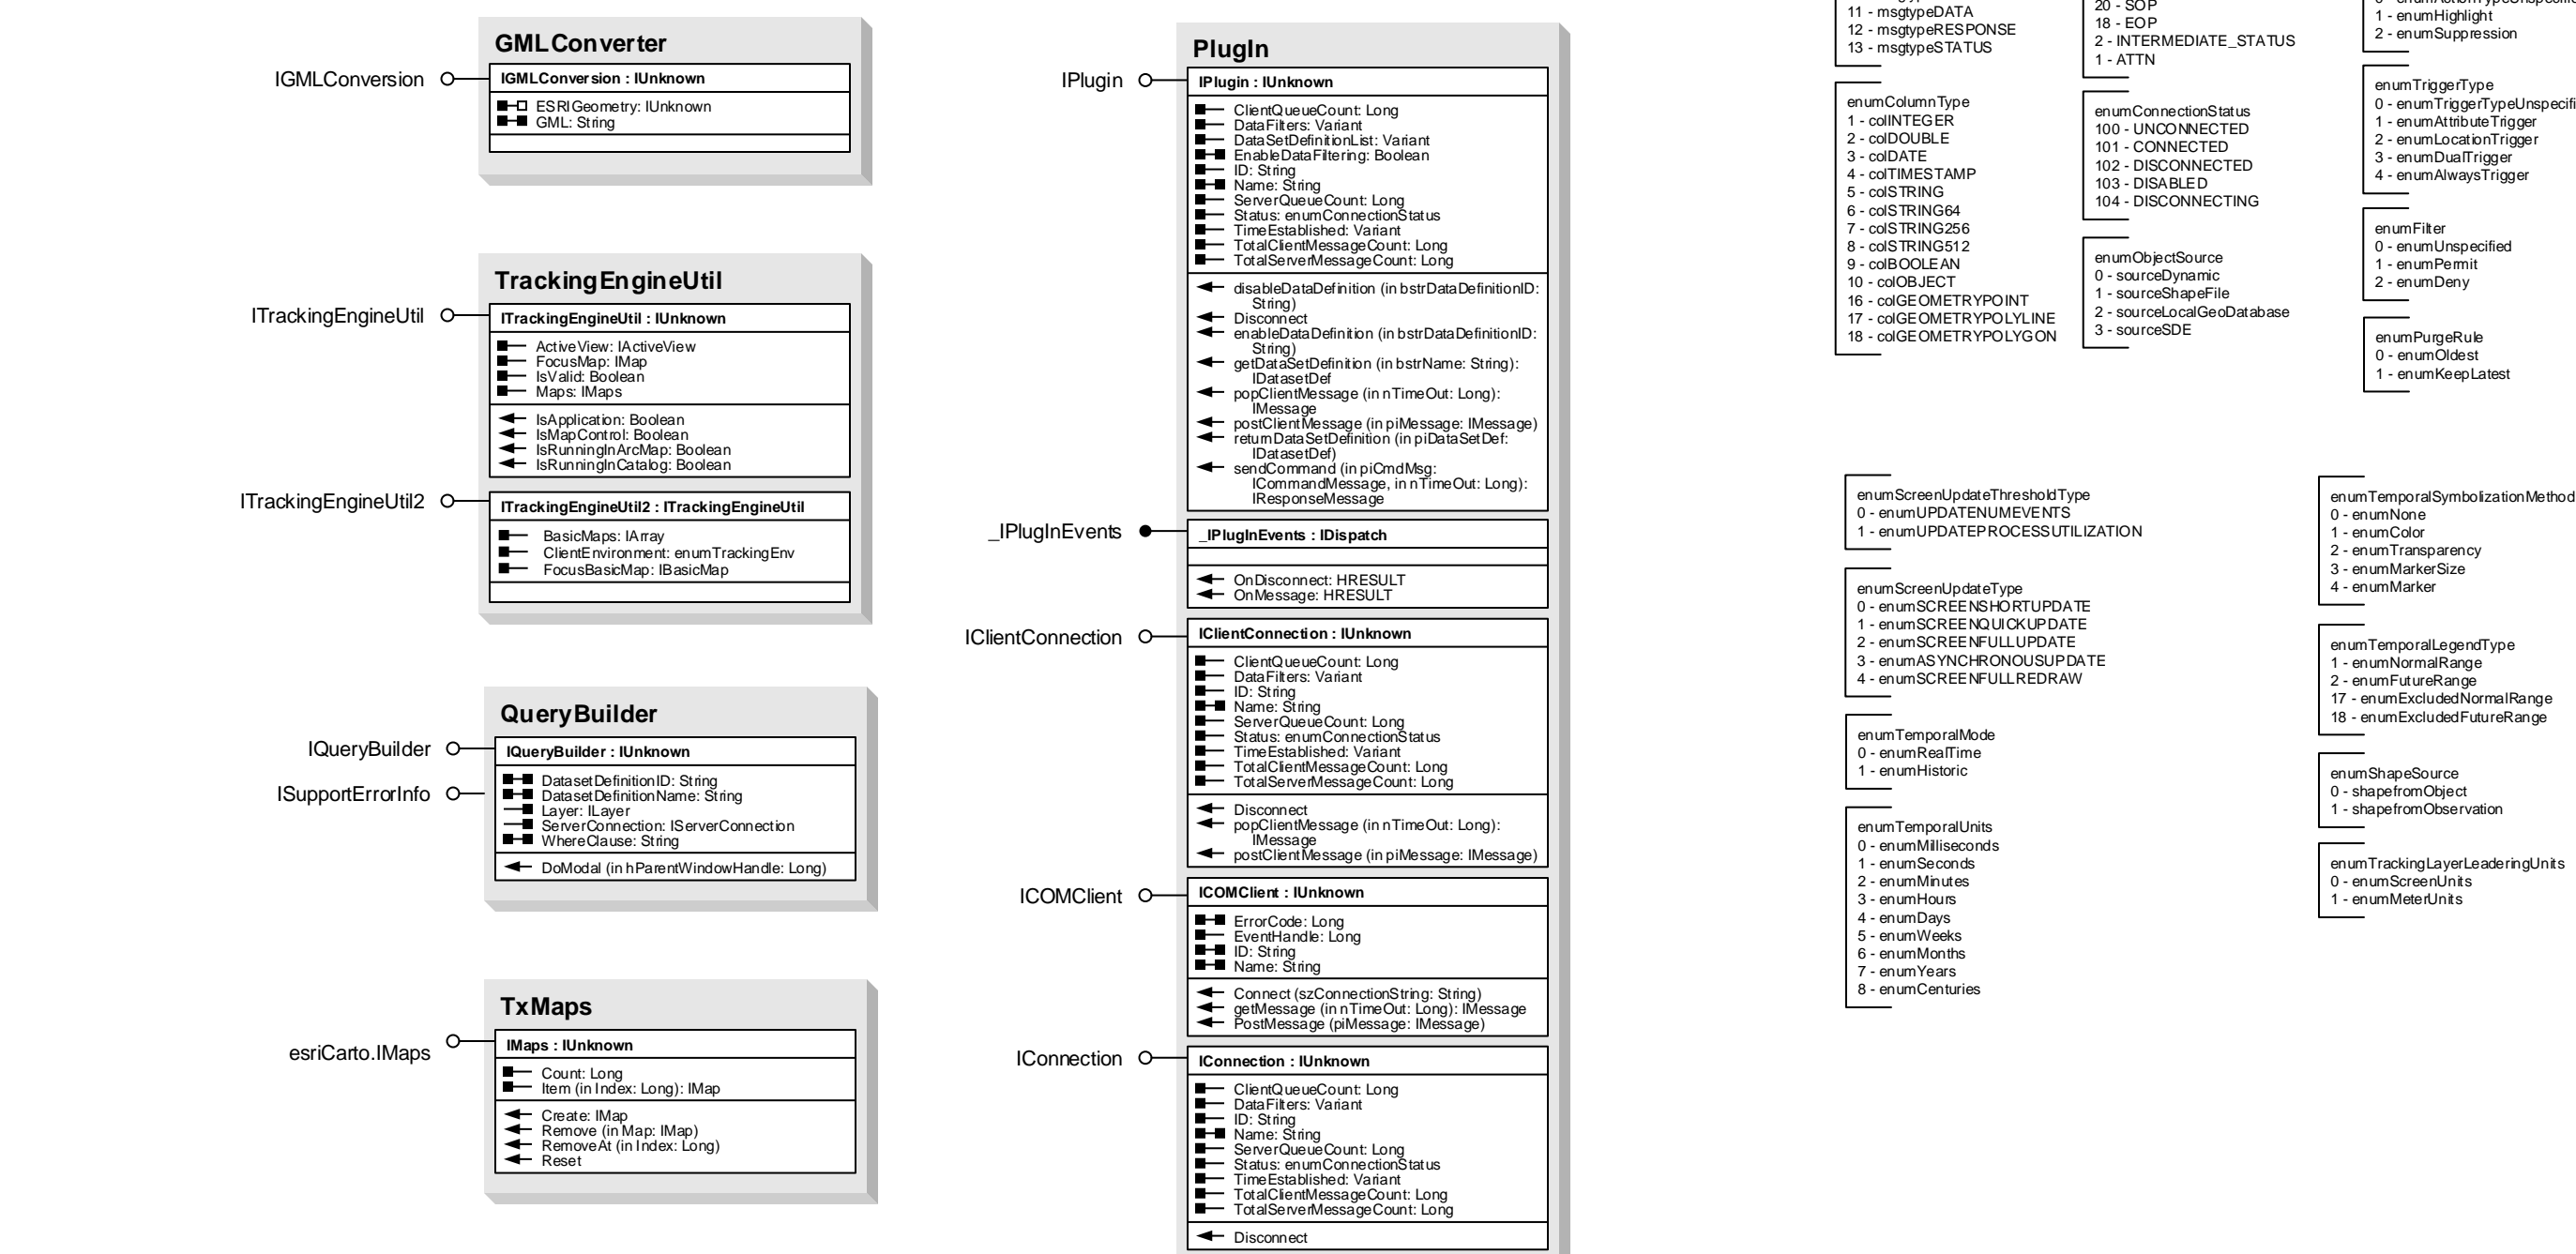 GMLConverter
IGMLConversion
IGMLConversion : IUnknown
ESRIGeometry: IUnknown
GML: String
TrackingEngineUtil
ITrackingEngineUtil
ITrackingEngineUtil : IUnknown
ActiveView: IActiveView
FocusMap: IMap
IsValid: Boolean
Maps: IMaps
IsApplication: Boolean
IsMapControl: Boolean
IsRunningInArcMap: Boolean
IsRunningInCatalog: Boolean
ITrackingEngineUtil2
ITrackingEngineUtil2 : ITrackingEngineUtil
BasicMaps: IArray
ClientEnvironment: enumTrackingEnv
FocusBasicMap: IBasicMap
QueryBuilder
IQueryBuilder
ISupportErrorInfo
IQueryBuilder : IUnknown
DatasetDefinitionID: String
DatasetDefinitionName: String
Layer: ILayer
ServerConnection: IServerConnection
WhereClause: String
DoModal (in hParentWindowHandle: Long)
TxMaps
esriCarto.IMaps
IMaps : IUnknown
Count: Long
Item (in Index: Long): IMap
Create: IMap
Remove (in Map: IMap)
RemoveAt (in Index: Long)
Reset
PlugIn
IPlugin
IPlugin : IUnknown
ClientQueueCount: Long
DataFilters: Variant
DataSetDefinitionList: Variant
EnableDataFiltering: Boolean
ID: String
Name: String
ServerQueueCount: Long
Status: enumConnectionStatus
TimeEstablished: Variant
TotalClientMessageCount: Long
TotalServerMessageCount: Long
disableDataDefinition (in bstrDataDefinitionID:
String)
Disconnect
enableDataDefinition (in bstrDataDefinitionID:
String)
getDataSetDefinition (in bstrName: String):
IDatasetDef
popClientMessage (in nTimeOut: Long):
IMessage
postClientMessage (in piMessage: IMessage)
returnDataSetDefinition (in piDataSetDef:
IDatasetDef)
sendCommand (in piCmdMsg:
ICommandMessage, in nTimeOut: Long):
IResponseMessage
_IPlugInEvents
_IPlugInEvents : IDispatch
OnDisconnect: HRESULT
OnMessage: HRESULT
IClientConnection
IClientConnection : IUnknown
ClientQueueCount: Long
DataFilters: Variant
ID: String
Name: String
ServerQueueCount: Long
Status: enumConnectionStatus
TimeEstablished: Variant
TotalClientMessageCount: Long
TotalServerMessageCount: Long
Disconnect
popClientMessage (in nTimeOut: Long):
IMessage
postClientMessage (in piMessage: IMessage)
ICOMClient
ICOMClient : IUnknown
ErrorCode: Long
EventHandle: Long
ID: String
Name: String
Connect (szConnectionString: String)
getMessage (in nTimeOut: Long): IMessage
PostMessage (piMessage: IMessage)
IConnection
IConnection : IUnknown
ClientQueueCount: Long
DataFilters: Variant
ID: String
Name: String
ServerQueueCount: Long
Status: enumConnectionStatus
TimeEstablished: Variant
TotalClientMessageCount: Long
TotalServerMessageCount: Long
Disconnect
11 - msgtypeDATA
12 - msgtypeRESPONSE
13 - msgtypeSTATUS
enumColumnType
1 - colINTEGER
2 - colDOUBLE
3 - colDATE
4 - colTIMESTAMP
5 - colSTRING
6 - colSTRING64
7 - colSTRING256
8 - colSTRING512
9 - colBOOLEAN
10 - colOBJECT
16 - colGEOMETRYPOINT
17 - colGEOMETRYPOLYLINE
18 - colGEOMETRYPOLYGON
20 - SOP
18 - EOP
2 - INTERMEDIATE_STATUS
1 - ATTN
enumConnectionStatus
100 - UNCONNECTED
101 - CONNECTED
102 - DISCONNECTED
103 - DISABLED
104 - DISCONNECTING
enumObjectSource
0 - sourceDynamic
1 - sourceShapeFile
2 - sourceLocalGeoDatabase
3 - sourceSDE
1 - enumHighlight
2 - enumSuppression
enumTriggerType
0 - enumTriggerTypeUnspecifi
1 - enumAttributeTrigger
2 - enumLocationTrigger
3 - enumDualTrigger
4 - enumAlwaysTrigger
enumFilter
0 - enumUnspecified
1 - enumPermit
2 - enumDeny
enumPurgeRule
0 - enumOldest
1 - enumKeepLatest
enumScreenUpdateThresholdType
0 - enumUPDATENUMEVENTS
1 - enumUPDATEPROCESSUTILIZATION
enumScreenUpdateType
0 - enumSCREENSHORTUPDATE
1 - enumSCREENQUICKUPDATE
2 - enumSCREENFULLUPDATE
3 - enumASYNCHRONOUSUPDATE
4 - enumSCREENFULLREDRAW
enumTemporalMode
0 - enumRealTime
1 - enumHistoric
enumTemporalUnits
0 - enumMilliseconds
1 - enumSeconds
2 - enumMinutes
3 - enumHours
4 - enumDays
5 - enumWeeks
6 - enumMonths
7 - enumYears
8 - enumCenturies
enumTemporalSymbolizationMethod
0 - enumNone
1 - enumColor
2 - enumTransparency
3 - enumMarkerSize
4 - enumMarker
enumTemporalLegendType
1 - enumNormalRange
2 - enumFutureRange
17 - enumExcludedNormalRange
18 - enumExcludedFutureRange
enumShapeSource
0 - shapefromObject
1 - shapefromObservation
enumTrackingLayerLeaderingUnits
0 - enumScreenUnits
1 - enumMeterUnits